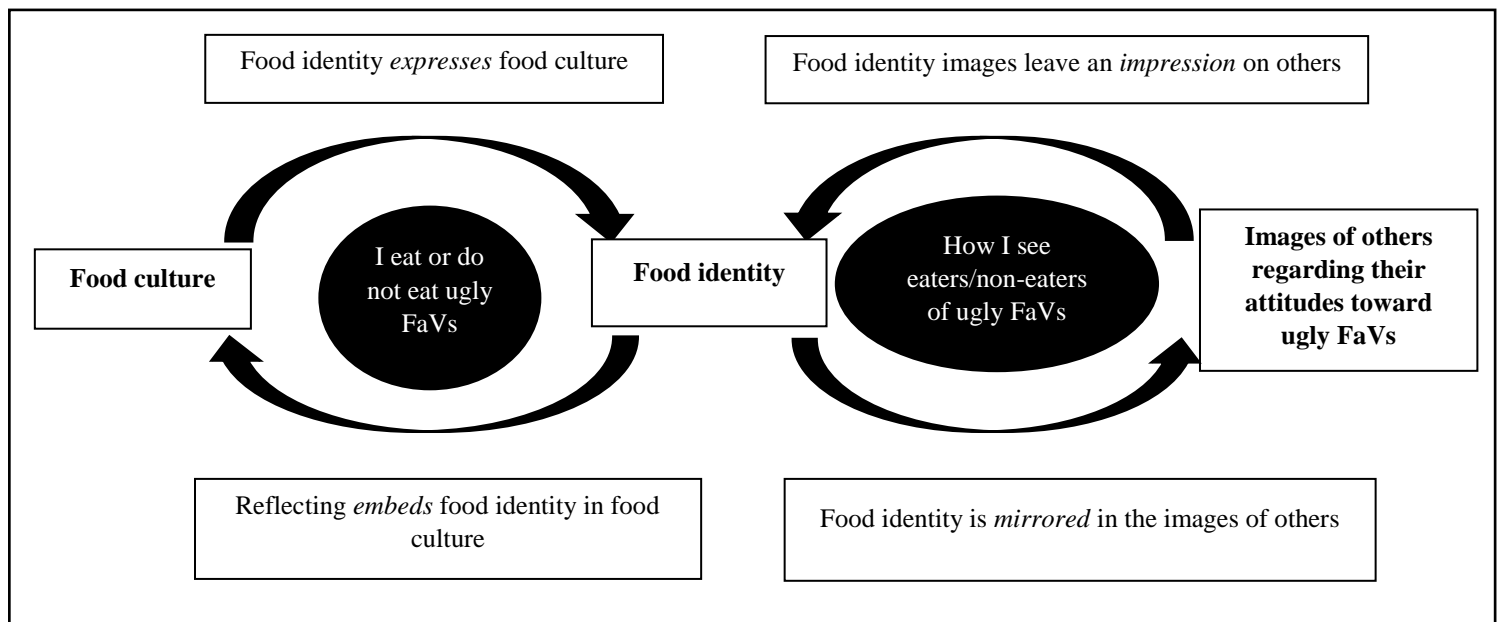 Food identity expresses food culture
Food identity images leave an impression on others
Food culture
I eat or do
not eat ugly
FaVs
Food identity
How I see
eaters/non-eaters
of ugly FaVs
Images of others
regarding their
attitudes toward
ugly FaVs
Reflecting embeds food identity in food
culture
Food identity is mirrored in the images of others